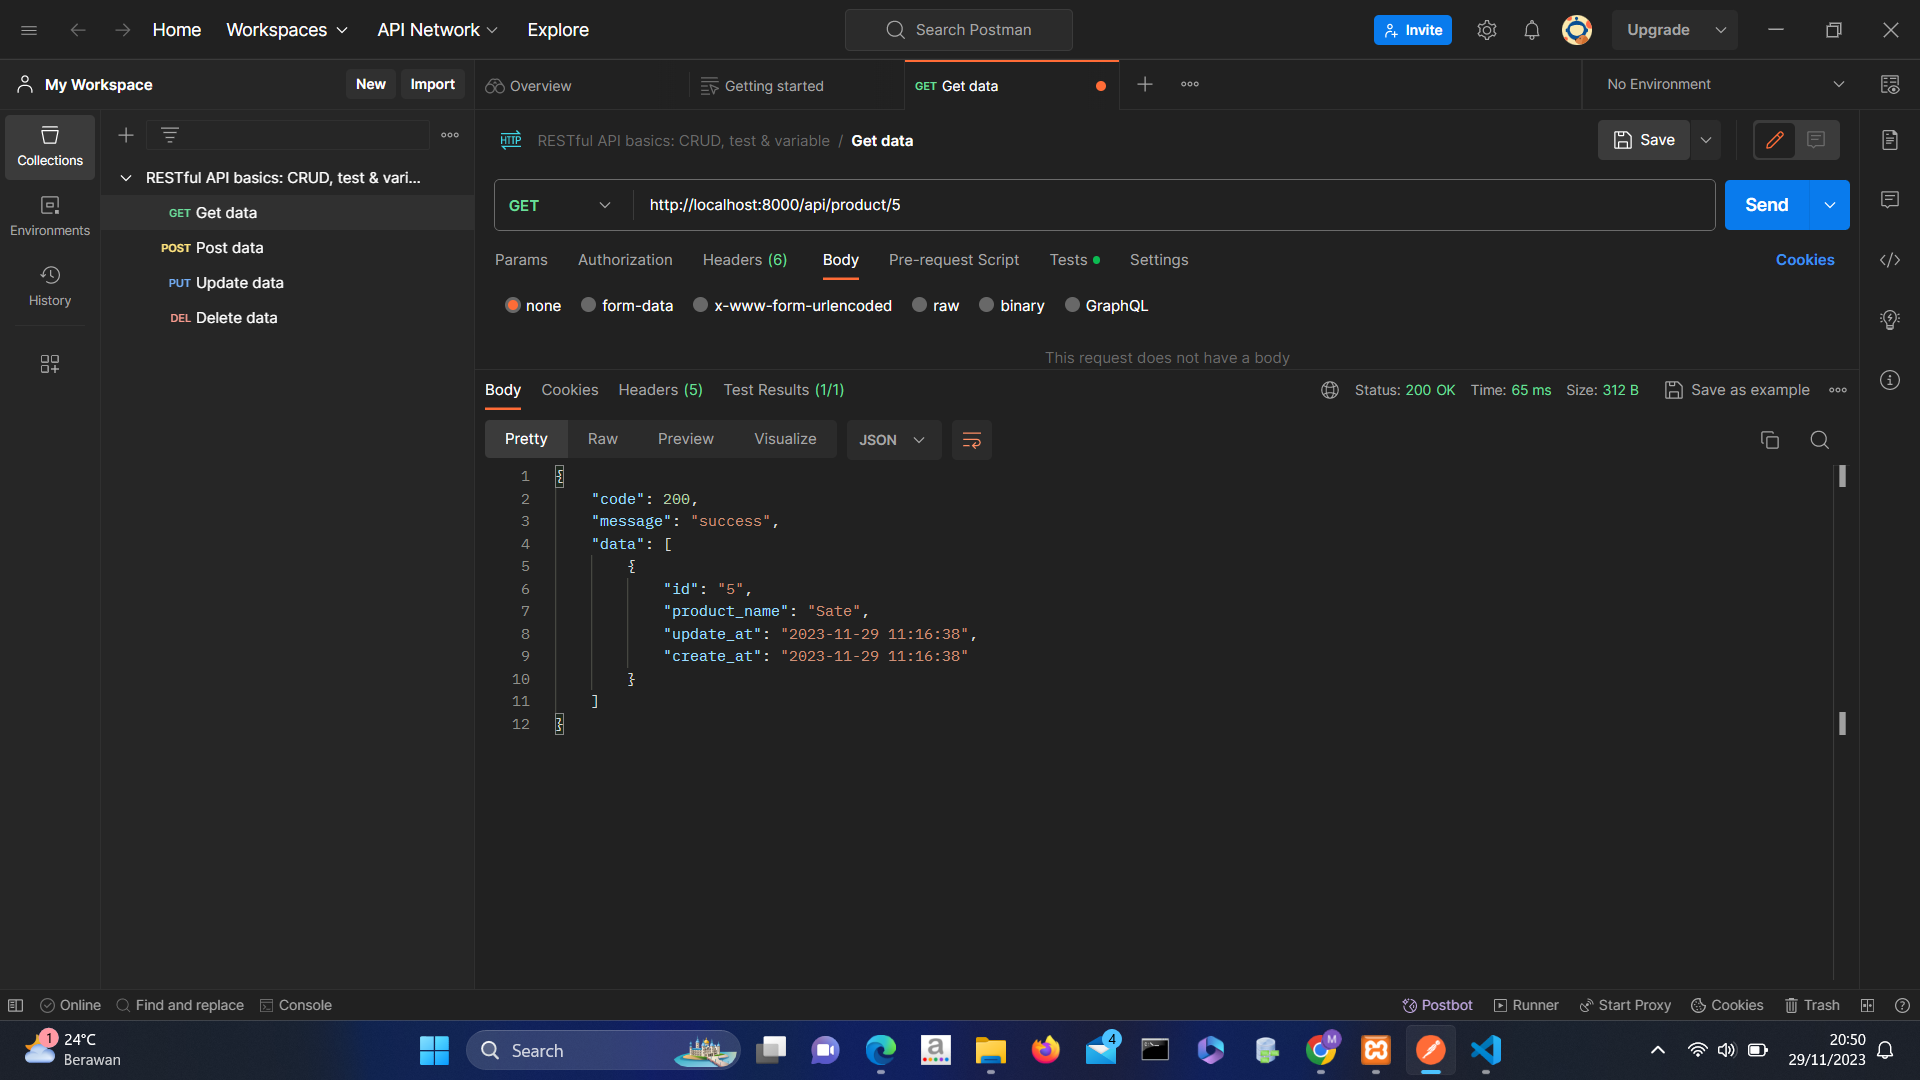 Home
Workspaces
API Network
Explore
Search Postman
Invite
Upgrade
My Workspace
New
Import
Overview
Getting started
GET Get data
No Environment
Collections
Environments
History
RESTful API basics: CRUD, test & vari...
GET Get data
POST Post data
PUT Update data
DEL Delete data
HTTP
RESTful API basics: CRUD, test & variable / Get data
Save
GET
http://localhost:8000/api/product/5
Send
Params
Authorization
Headers (6)
Body
Pre-request Script
Tests
Settings
Cookies
none
form-data
x-www-form-urlencoded
raw
binary
GraphQL
This request does not have a body
Body
Cookies
Headers (5)
Test Results (1/1)
Status: 200 OK
Time: 65 ms
Size: 312 B
Save as example
Pretty
Raw
Preview
Visualize
JSON
1 {
2 "code": 200,
3 "message": "success",
4 "data": [
5 {
6 "id": "5",
7 "product_name": "Sate",
8 "update_at": "2023-11-29 11:16:38",
9 "create_at": "2023-11-29 11:16:38"
10 }
11 ]
12 }
Online
Find and replace
Console
Postbot
Runner
Start Proxy
Cookies
Trash
1
24°C
Berawan
Search
a
4
M
20:50
29/11/2023